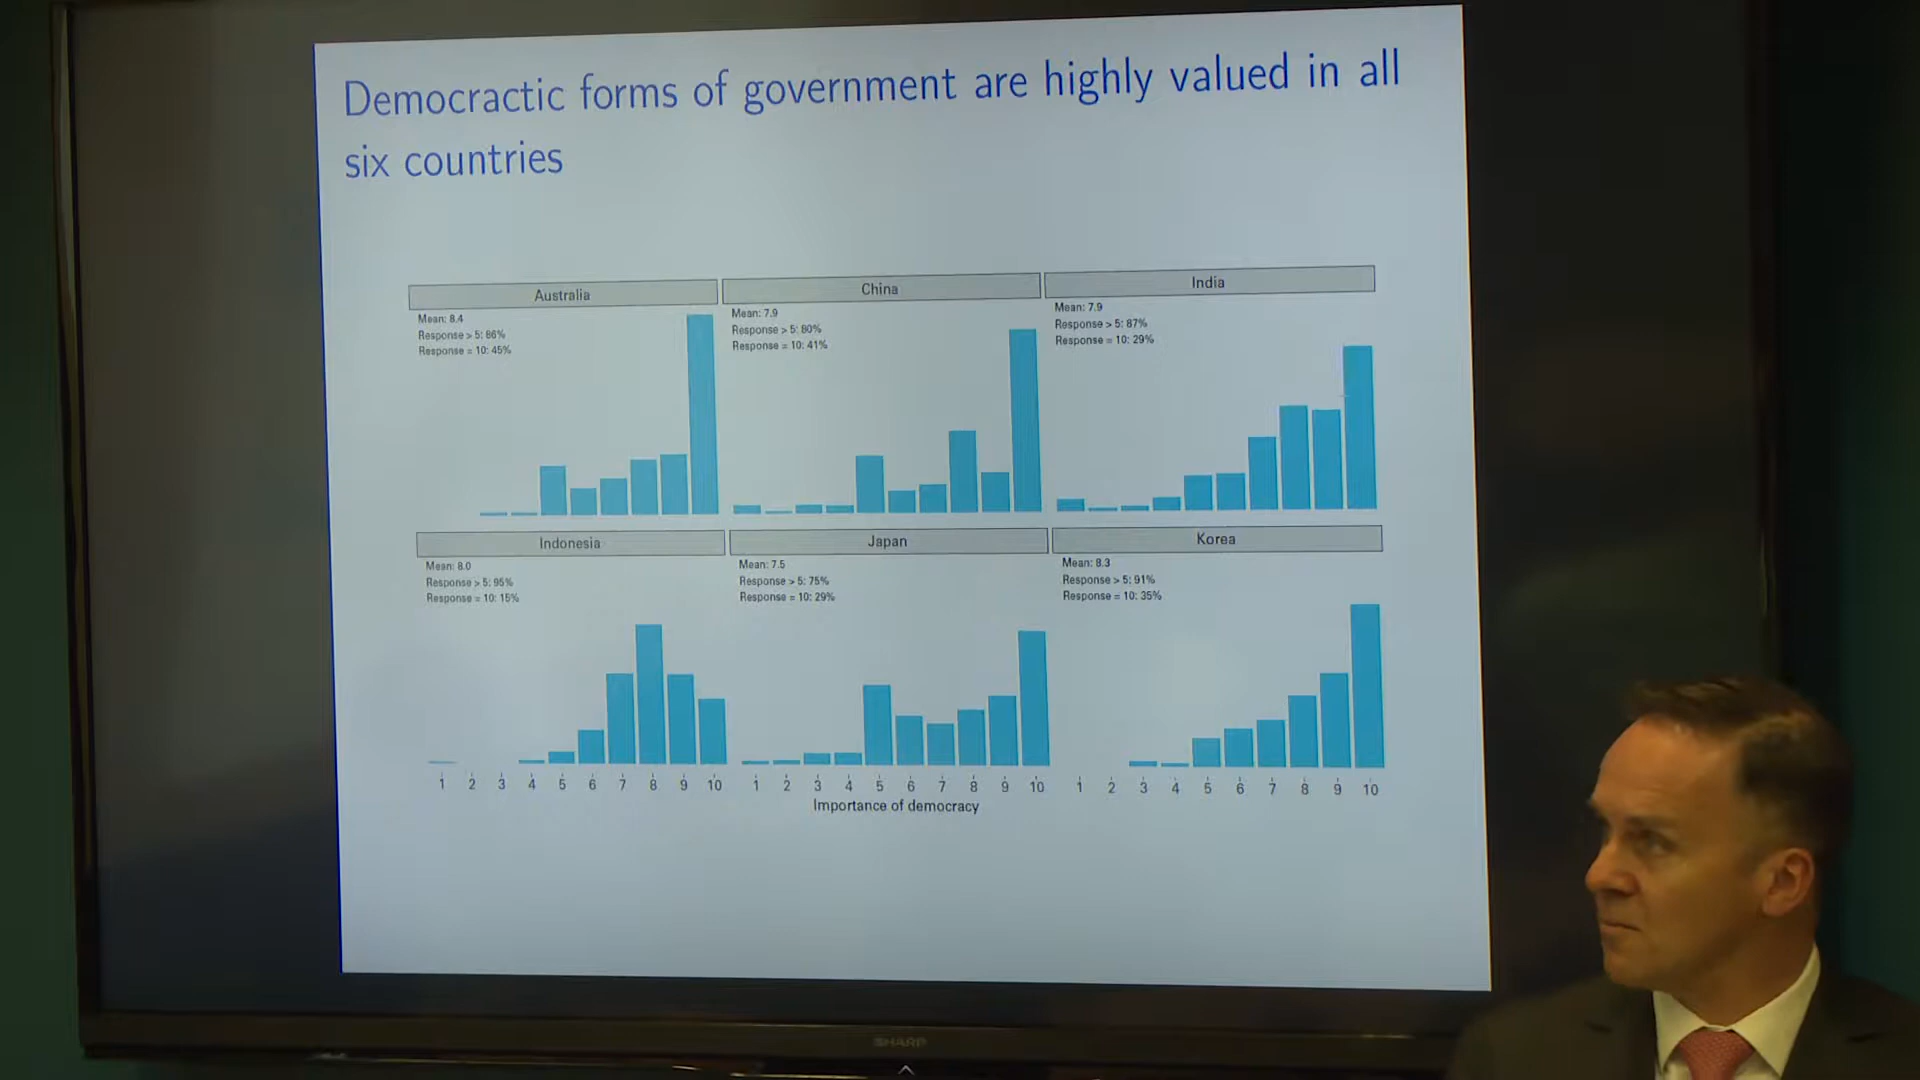 Democractic forms of government are highly valued in all
six countries
Australia
Mean: 8.4
Response > 5: 86%
Response = 10: 45%
China
Mean: 7.9
Response > 5: 80%
Response = 10: 41%
India
Mean: 7.9
Response > 5: 87%
Response = 10: 29%
Indonesia
Mean: 8.0
Response > 5: 95%
Response = 10: 15%
Japan
Mean: 7.5
Response > 5: 75%
Response = 10: 29%
Korea
Mean: 8.3
Response > 5: 91%
Response = 10: 35%
1 2 3 4 5 6 7 8 9 10
1 2 3 4 5 6 7 8 9 10
1 2 3 4 5 6 7 8 9 10
Importance of democracy
SHARP